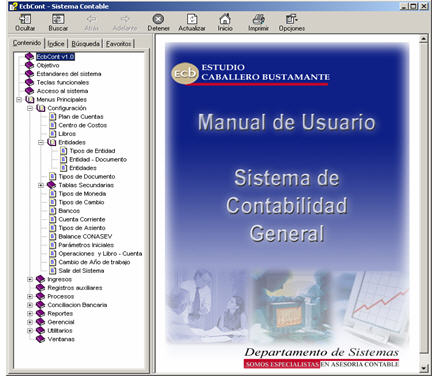 EcbCont - Sistema Contable
Ocultar Buscar Atrás Adelante Detener Actualizar Inicio Imprimir Opciones
Contenido Índice Búsqueda Favoritos
EcbCont v1.0
Objetivo
Estandares del sistema
Teclas funcionales
Acceso al sistema
Menus Principales
Configuración
Plan de Cuentas
Centro de Costos
Libros
Entidades
Tipos de Entidad
Entidad - Documento
Entidades
Tipos de Documento
Tablas Secundarias
Tipos de Moneda
Tipos de Cambio
Bancos
Cuenta Corriente
Tipos de Asiento
Balance CONASEV
Parámetros Iniciales
Operaciones y Libro - Cuenta
Cambio de Año de trabajo
Salir del Sistema
Ingresos
Registros auxiliares
Procesos
Conciliacion Bancaria
Reportes
Gerencial
Utilitarios
Ventanas
ecb ESTUDIO
CABALLERO BUSTAMANTE
Manual de Usuario
Sistema de
Contabilidad
General
Departamento de Sistemas
SOMOS ESPECIALISTAS EN ASESORIA CONTABLE